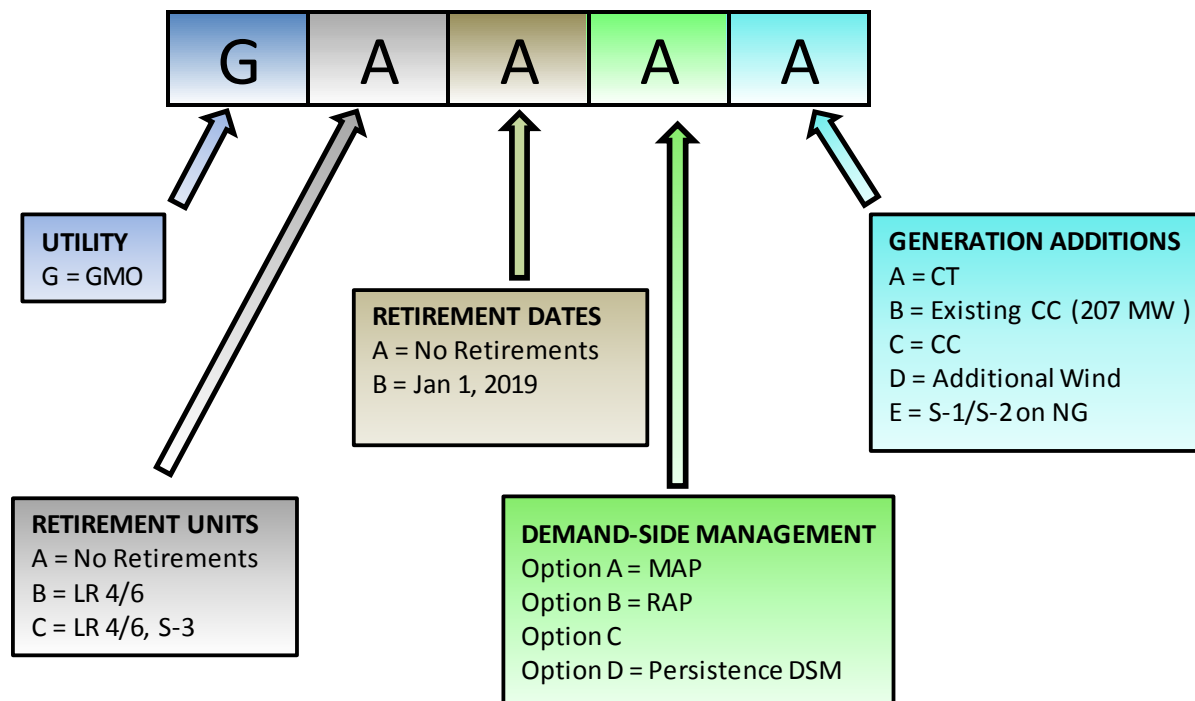 G A A A A
UTILITY
G = GMO
RETIREMENT DATES
A = No Retirements
B = Jan 1, 2019
GENERATION ADDITIONS
A = CT
B = Existing CC (207 MW )
C = CC
D = Additional Wind
E = S-1/S-2 on NG
RETIREMENT UNITS
A = No Retirements
B = LR 4/6
C = LR 4/6, S-3
DEMAND-SIDE MANAGEMENT
Option A = MAP
Option B = RAP
Option C
Option D = Persistence DSM